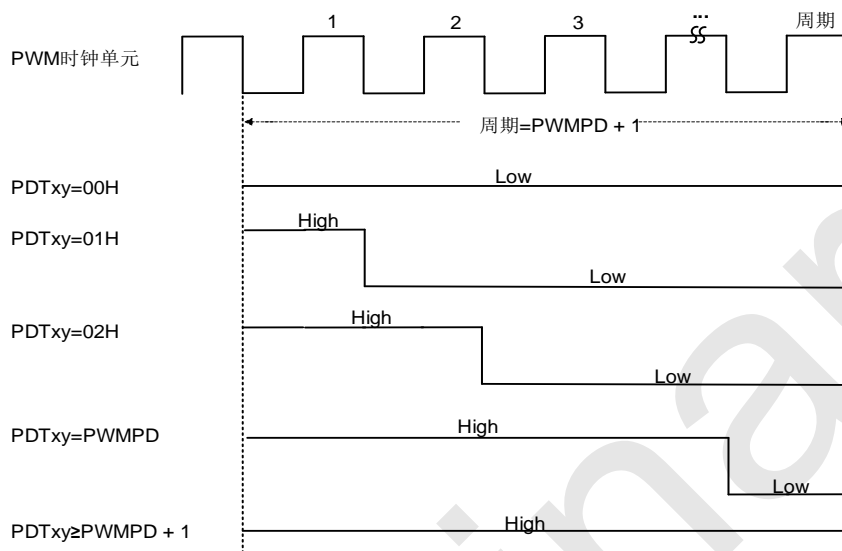 1 2 3 ... 周期
PWM时钟单元
周期=PWMPD + 1
PDTxy=00H
Low
High
PDTxy=01H
Low
PDTxy=02H
High
Low
PDTxy=PWMPD
High
Low
PDTxy≥PWMPD + 1
High